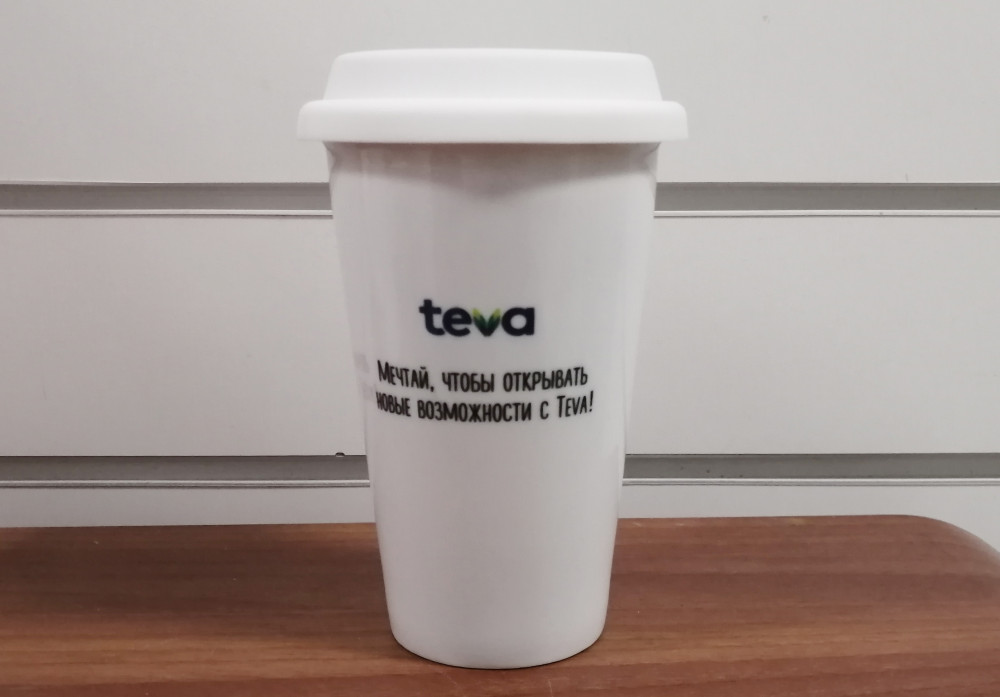 teva
Мечтай, чтобы открывать
новые возможности с Teva!